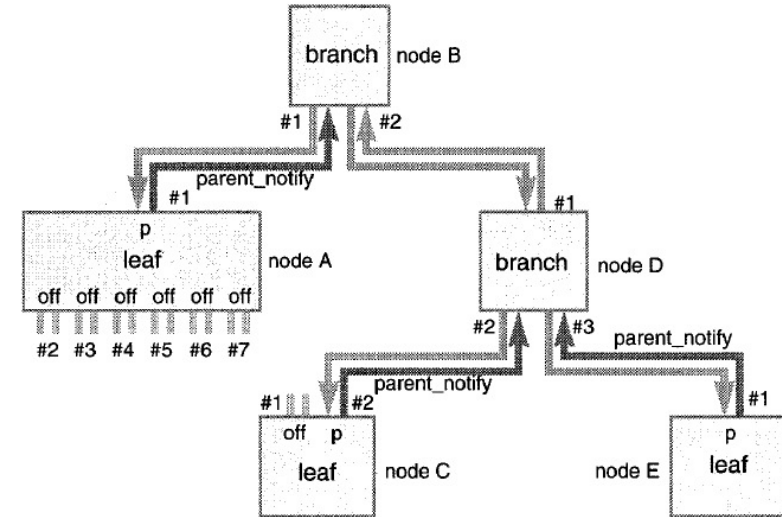 branch node B
#1 #2
parent_notify
#1 #1
p
leaf node A
branch node D
off off off off off off
#2 #3 #4 #5 #6 #7
#2 #3
parent_notify
parent_notify
#1 #2 #1
off p p
leaf node C node E leaf